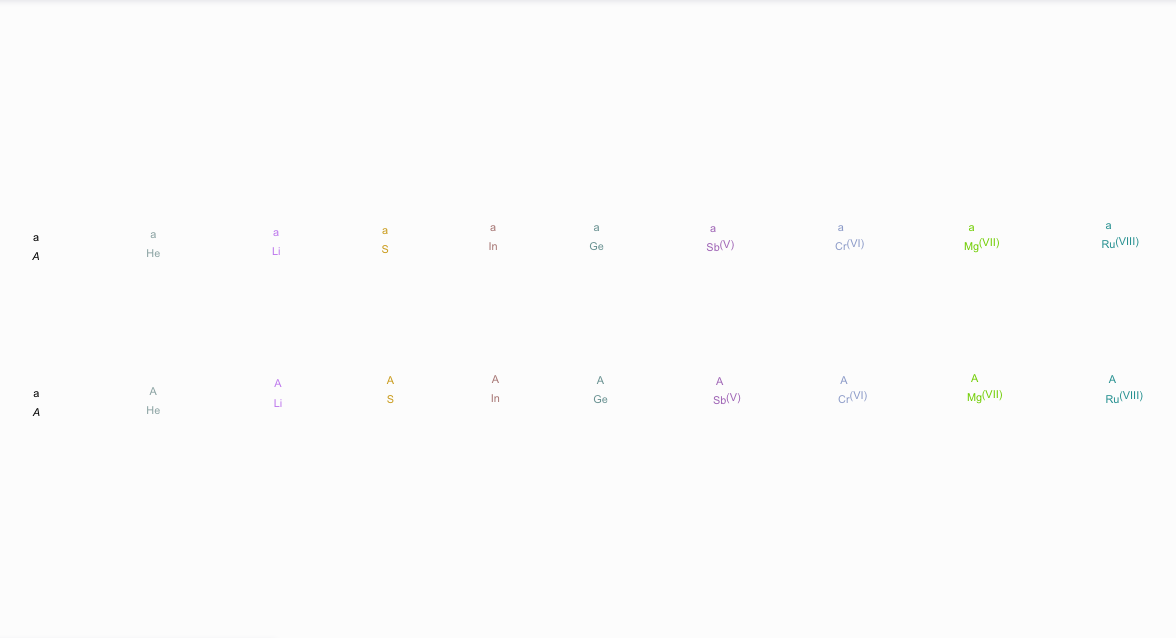 a a a a a a a a a a
A He Li S In Ge Sb(V) Cr(VI) Mg(VII) Ru(VIII)
a A A A A A A A A A
A He Li S In Ge Sb(V) Cr(VI) Mg(VII) Ru(VIII)